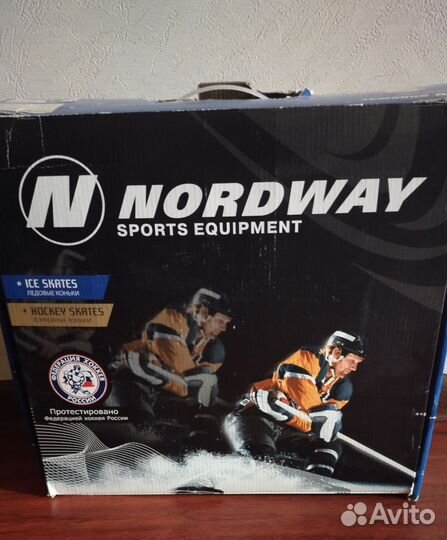 N NORDWAY
SPORTS EQUIPMENT
* ICE SKATES
ЛЕДОВЫЕ КОНЬКИ
* HOCKEY SKATES
ХОККЕЙНЫЕ КОНЬКИ
ФЕДЕРАЦИЯ ХОККЕЯ
РОССИИ
Протестировано
Федерацией хоккея России
Avito